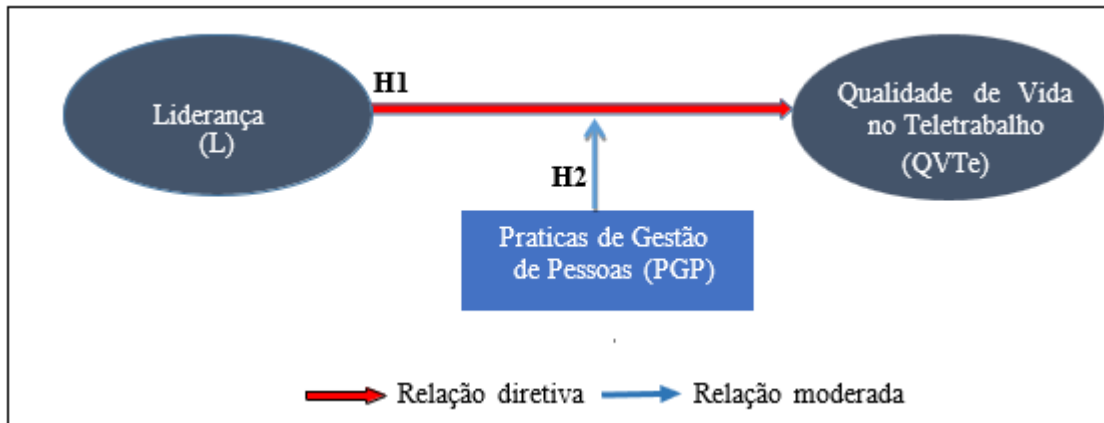 H1
Liderança
(L)
Qualidade de Vida
no Teletrabalho
(QVTe)
H2
Praticas de Gestão
de Pessoas (PGP)
Relação diretiva
Relação moderada